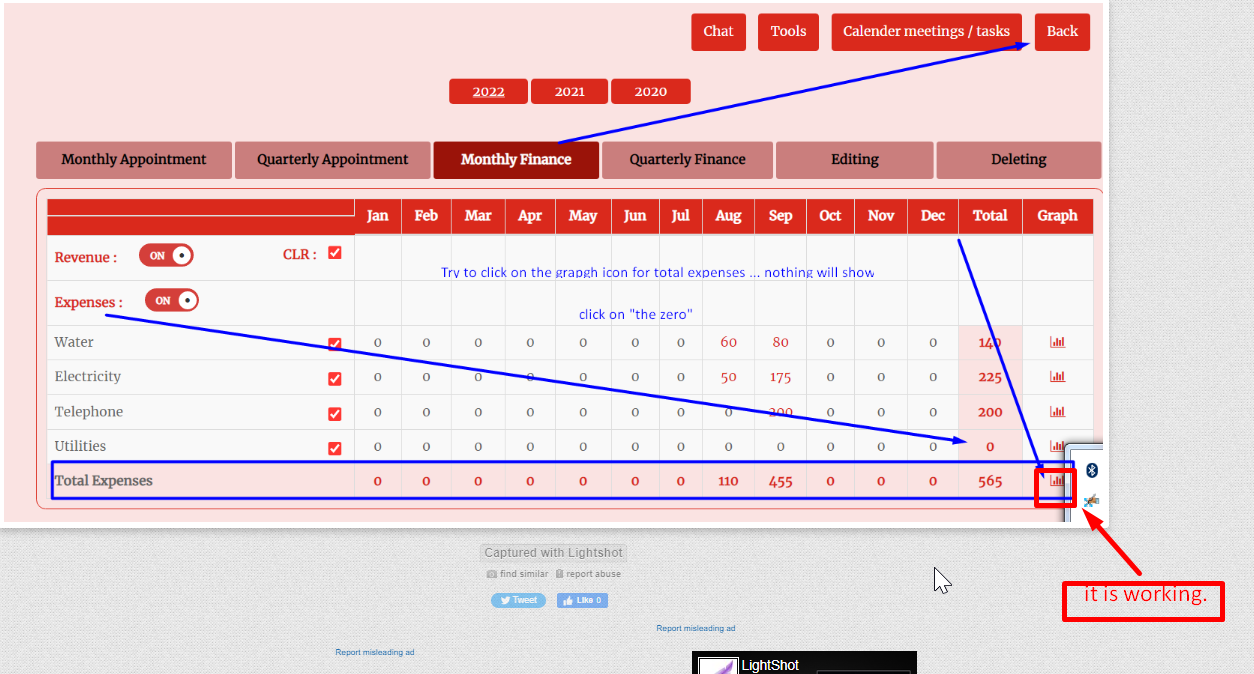 Chat Tools Calender meetings / tasks Back
2022 2021 2020
Monthly Appointment Quarterly Appointment Monthly Finance Quarterly Finance Editing Deleting
Jan Feb Mar Apr May Jun Jul Aug Sep Oct Nov Dec Total Graph
Revenue : ON CLR :
Try to click on the grapgh icon for total expenses ... nothing will show
Expenses : ON
click on "the zero"
Water 0 0 0 0 0 0 0 60 80 0 0 0 140
Electricity 0 0 0 0 0 0 0 50 175 0 0 0 225
Telephone 0 0 0 0 0 0 0 0 200 0 0 0 200
Utilities 0 0 0 0 0 0 0 0 0 0 0 0 0
Total Expenses 0 0 0 0 0 0 0 110 455 0 0 0 565
it is working.
Captured with Lightshot
find similar report abuse
Tweet Like 0
Report misleading ad
Report misleading ad
LightShot